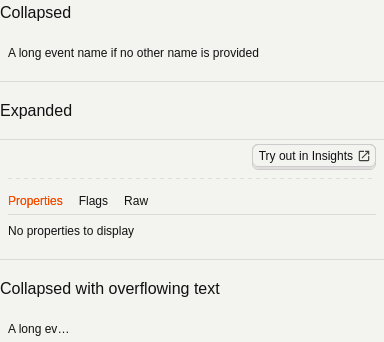 Collapsed
A long event name if no other name is provided
Expanded
Try out in Insights
Properties Flags Raw
No properties to display
Collapsed with overflowing text
A long ev…